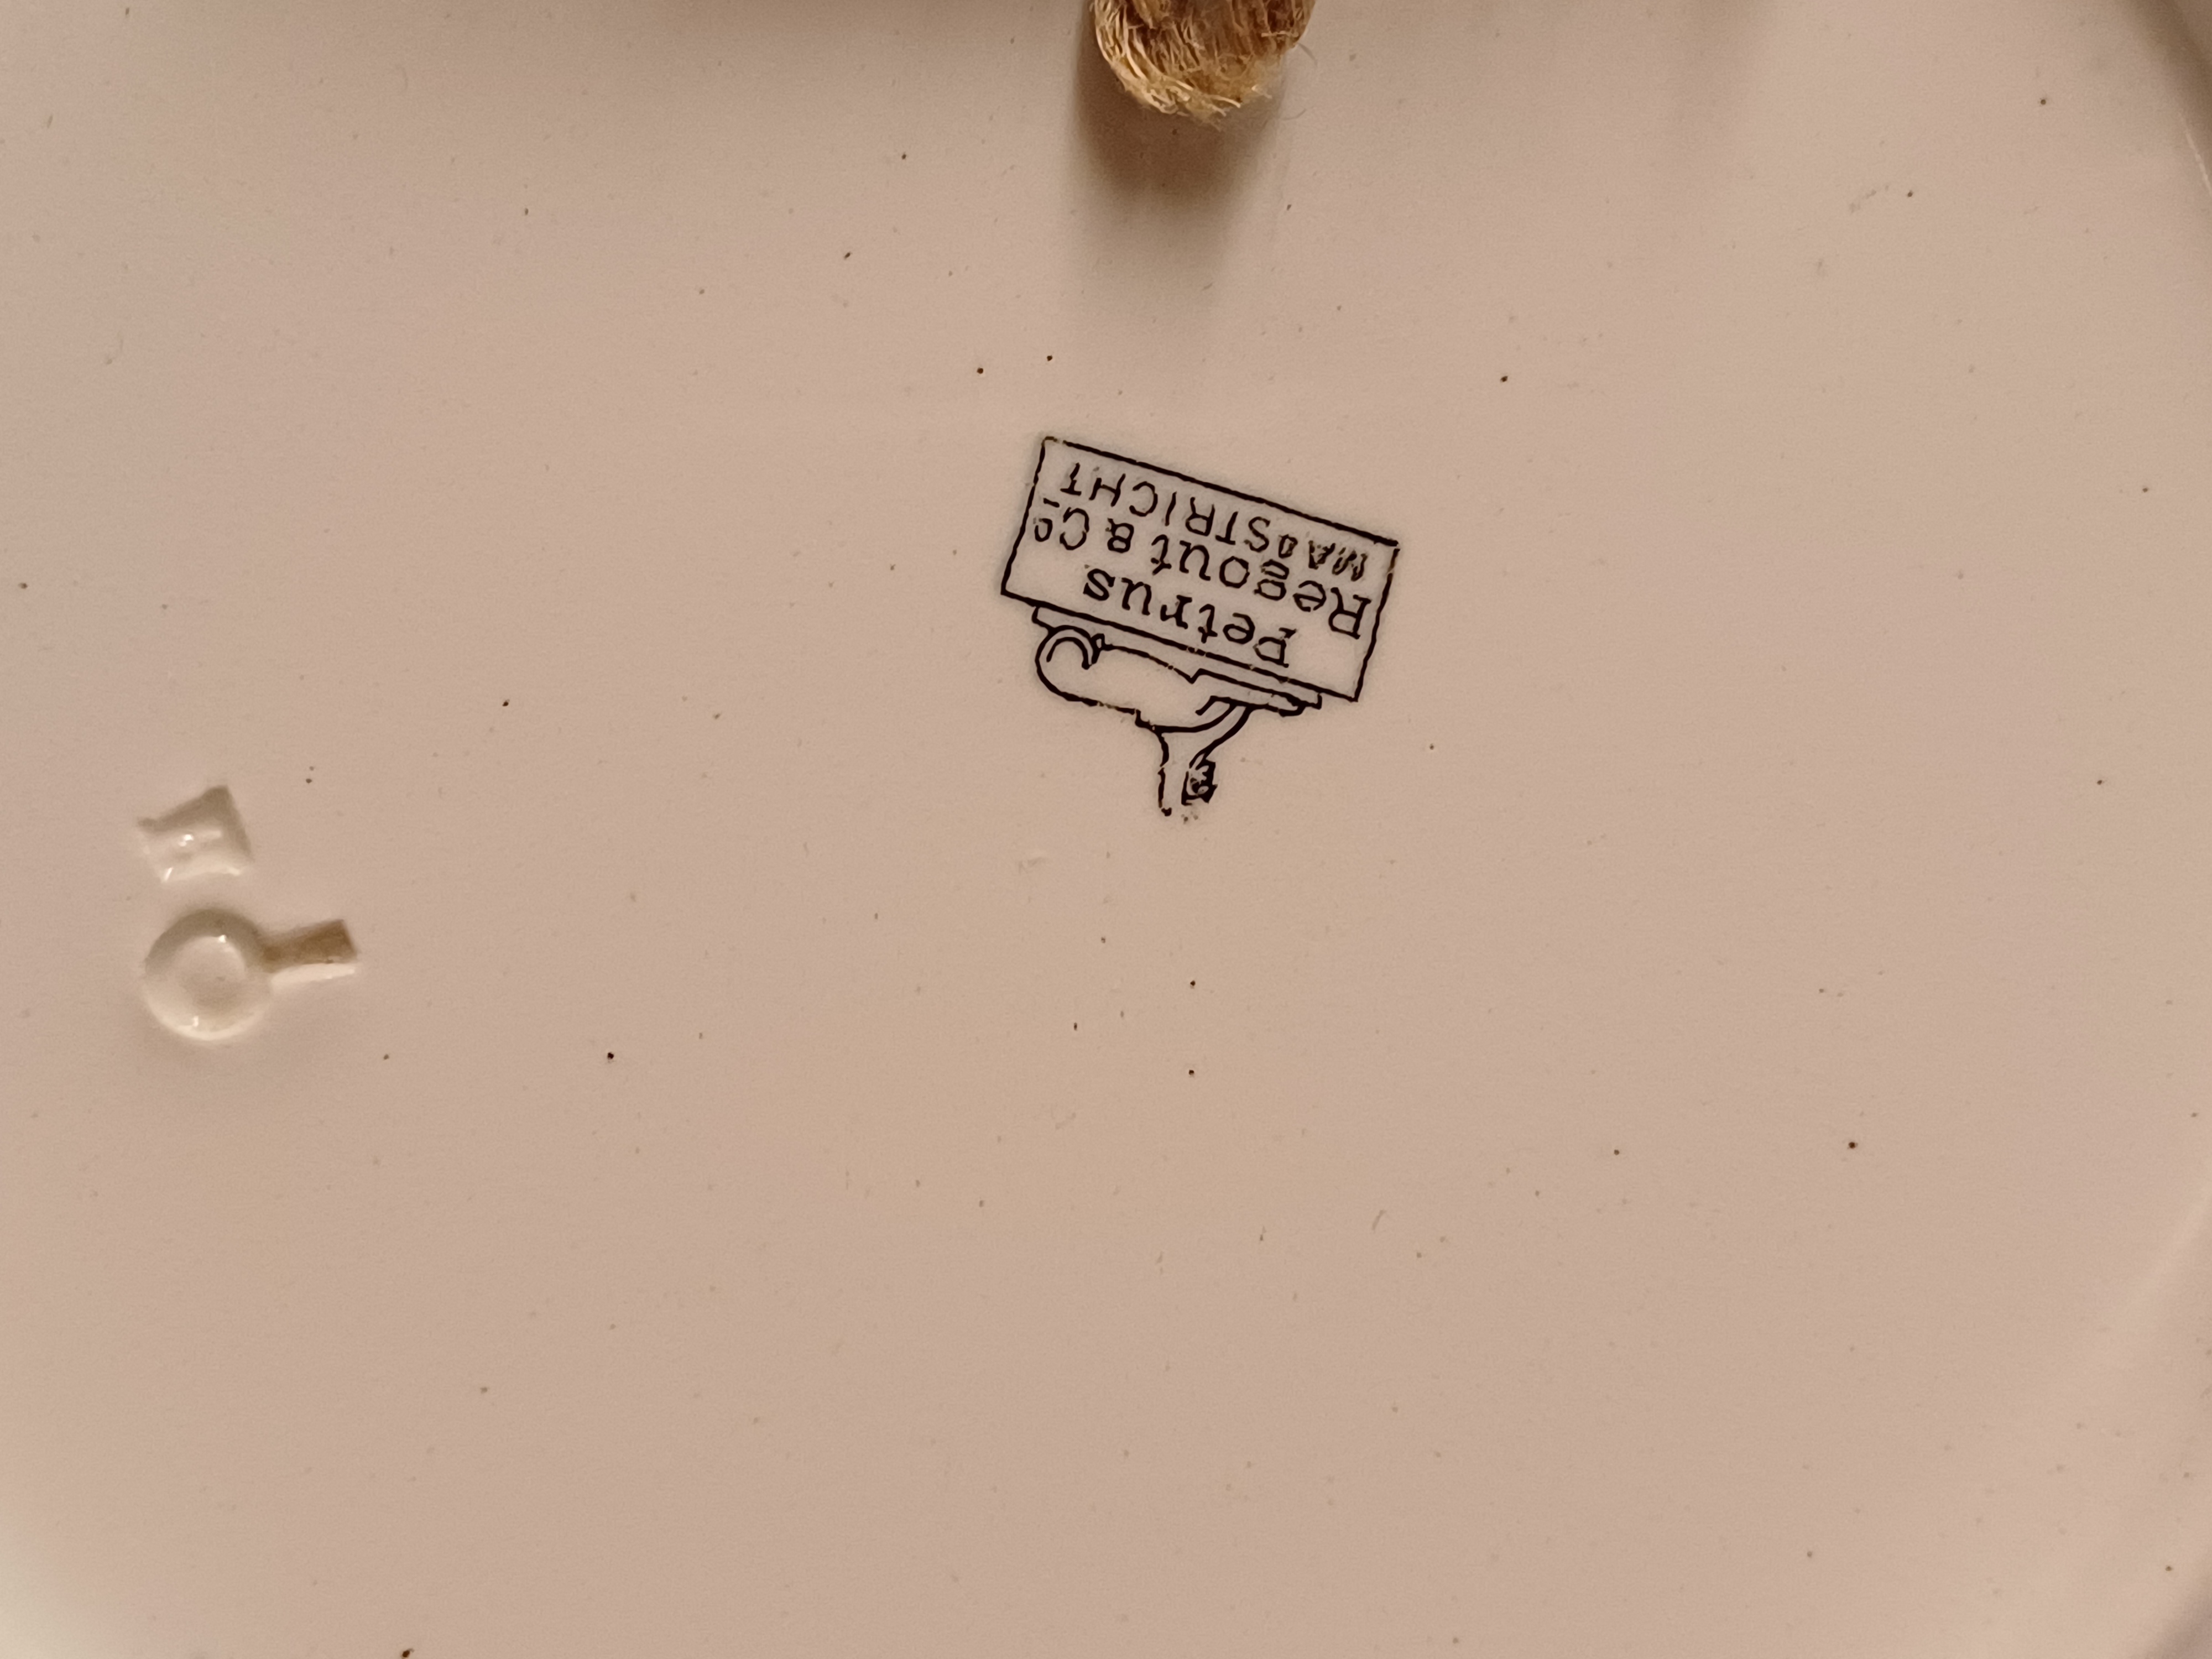 Petrus
Regout & Co
MAASTRICHT